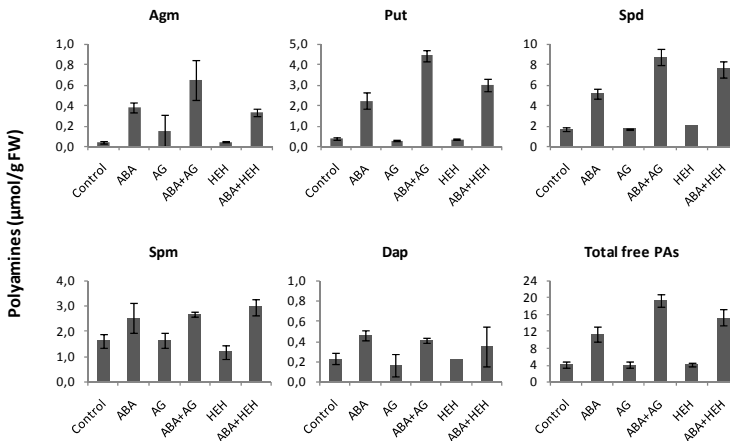 Polyamines (µmol/g FW)
Agm
1,0
0,8
0,6
0,4
0,2
0,0
Control
ABA
AG
ABA+AG
HEH
ABA+HEH
Put
5,0
4,0
3,0
2,0
1,0
0,0
Control
ABA
AG
ABA+AG
HEH
ABA+HEH
Spd
10
8
6
4
2
0
Control
ABA
AG
ABA+AG
HEH
ABA+HEH
Spm
4,0
3,0
2,0
1,0
0,0
Control
ABA
AG
ABA+AG
HEH
ABA+HEH
Dap
1,0
0,8
0,6
0,4
0,2
0,0
Control
ABA
AG
ABA+AG
HEH
ABA+HEH
Total free PAs
24
20
16
12
8
4
0
Control
ABA
AG
ABA+AG
HEH
ABA+HEH